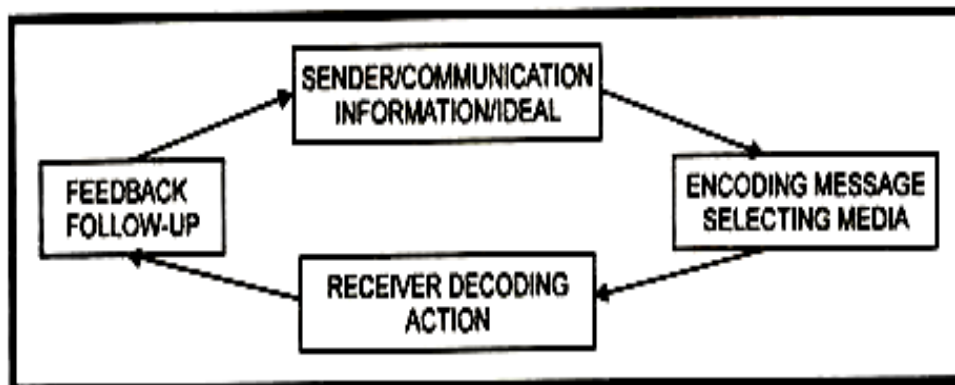 SENDER/COMMUNICATION
INFORMATION/IDEAL
ENCODING MESSAGE
SELECTING MEDIA
RECEIVER DECODING
ACTION
FEEDBACK
FOLLOW-UP